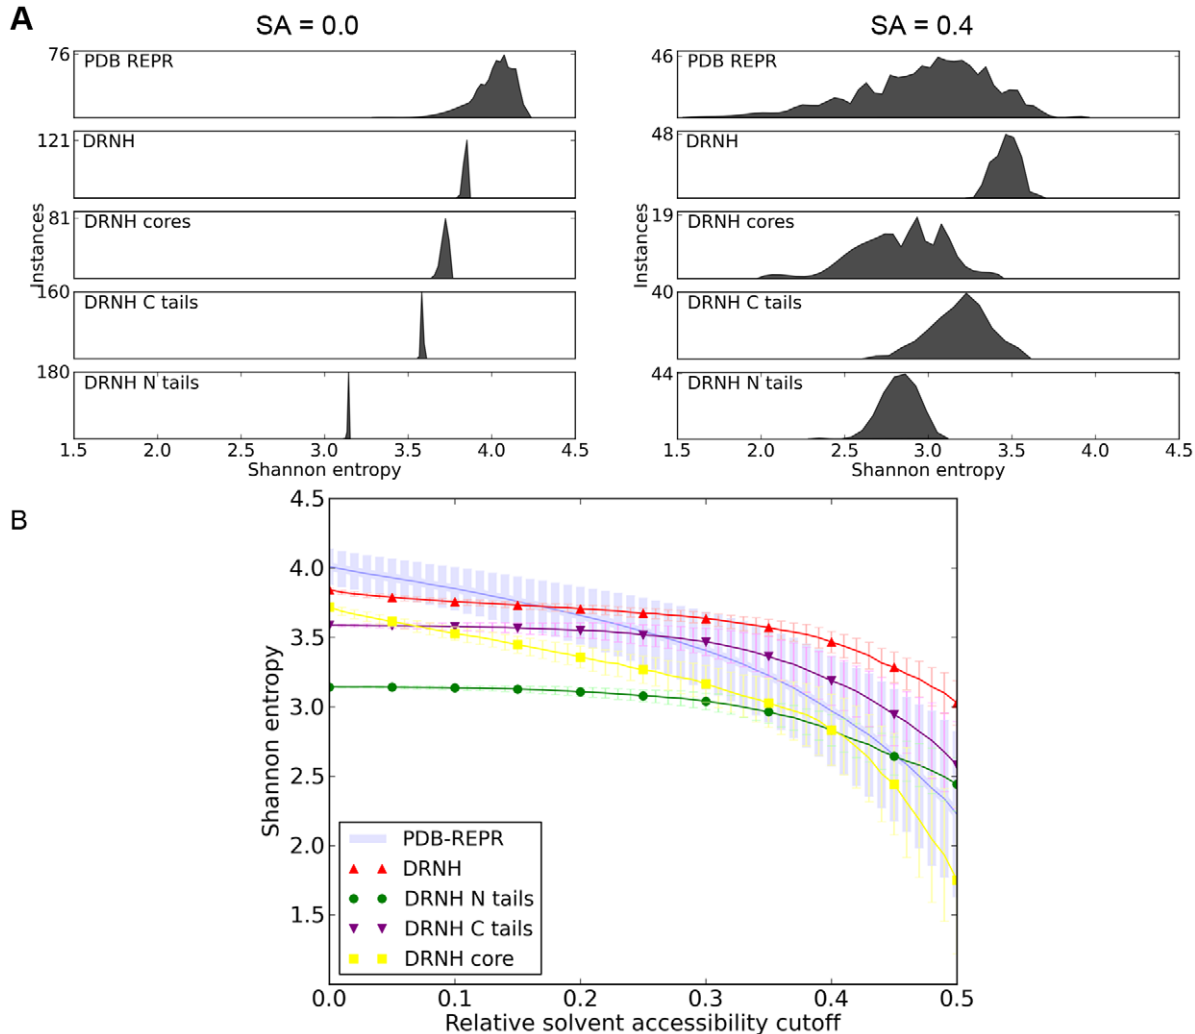 A
SA = 0.0
SA = 0.4
76
PDB REPR
121
DRNH
81
DRNH cores
160
DRNH C tails
180
DRNH N tails
Instances
1.5 2.0 2.5 3.0 3.5 4.0 4.5
Shannon entropy
46
PDB REPR
48
DRNH
19
DRNH cores
40
DRNH C tails
44
DRNH N tails
Instances
1.5 2.0 2.5 3.0 3.5 4.0 4.5
Shannon entropy
B
4.5
4.0
3.5
3.0
2.5
2.0
1.5
Shannon entropy
PDB-REPR
DRNH
DRNH N tails
DRNH C tails
DRNH core
0.0 0.1 0.2 0.3 0.4 0.5
Relative solvent accessibility cutoff